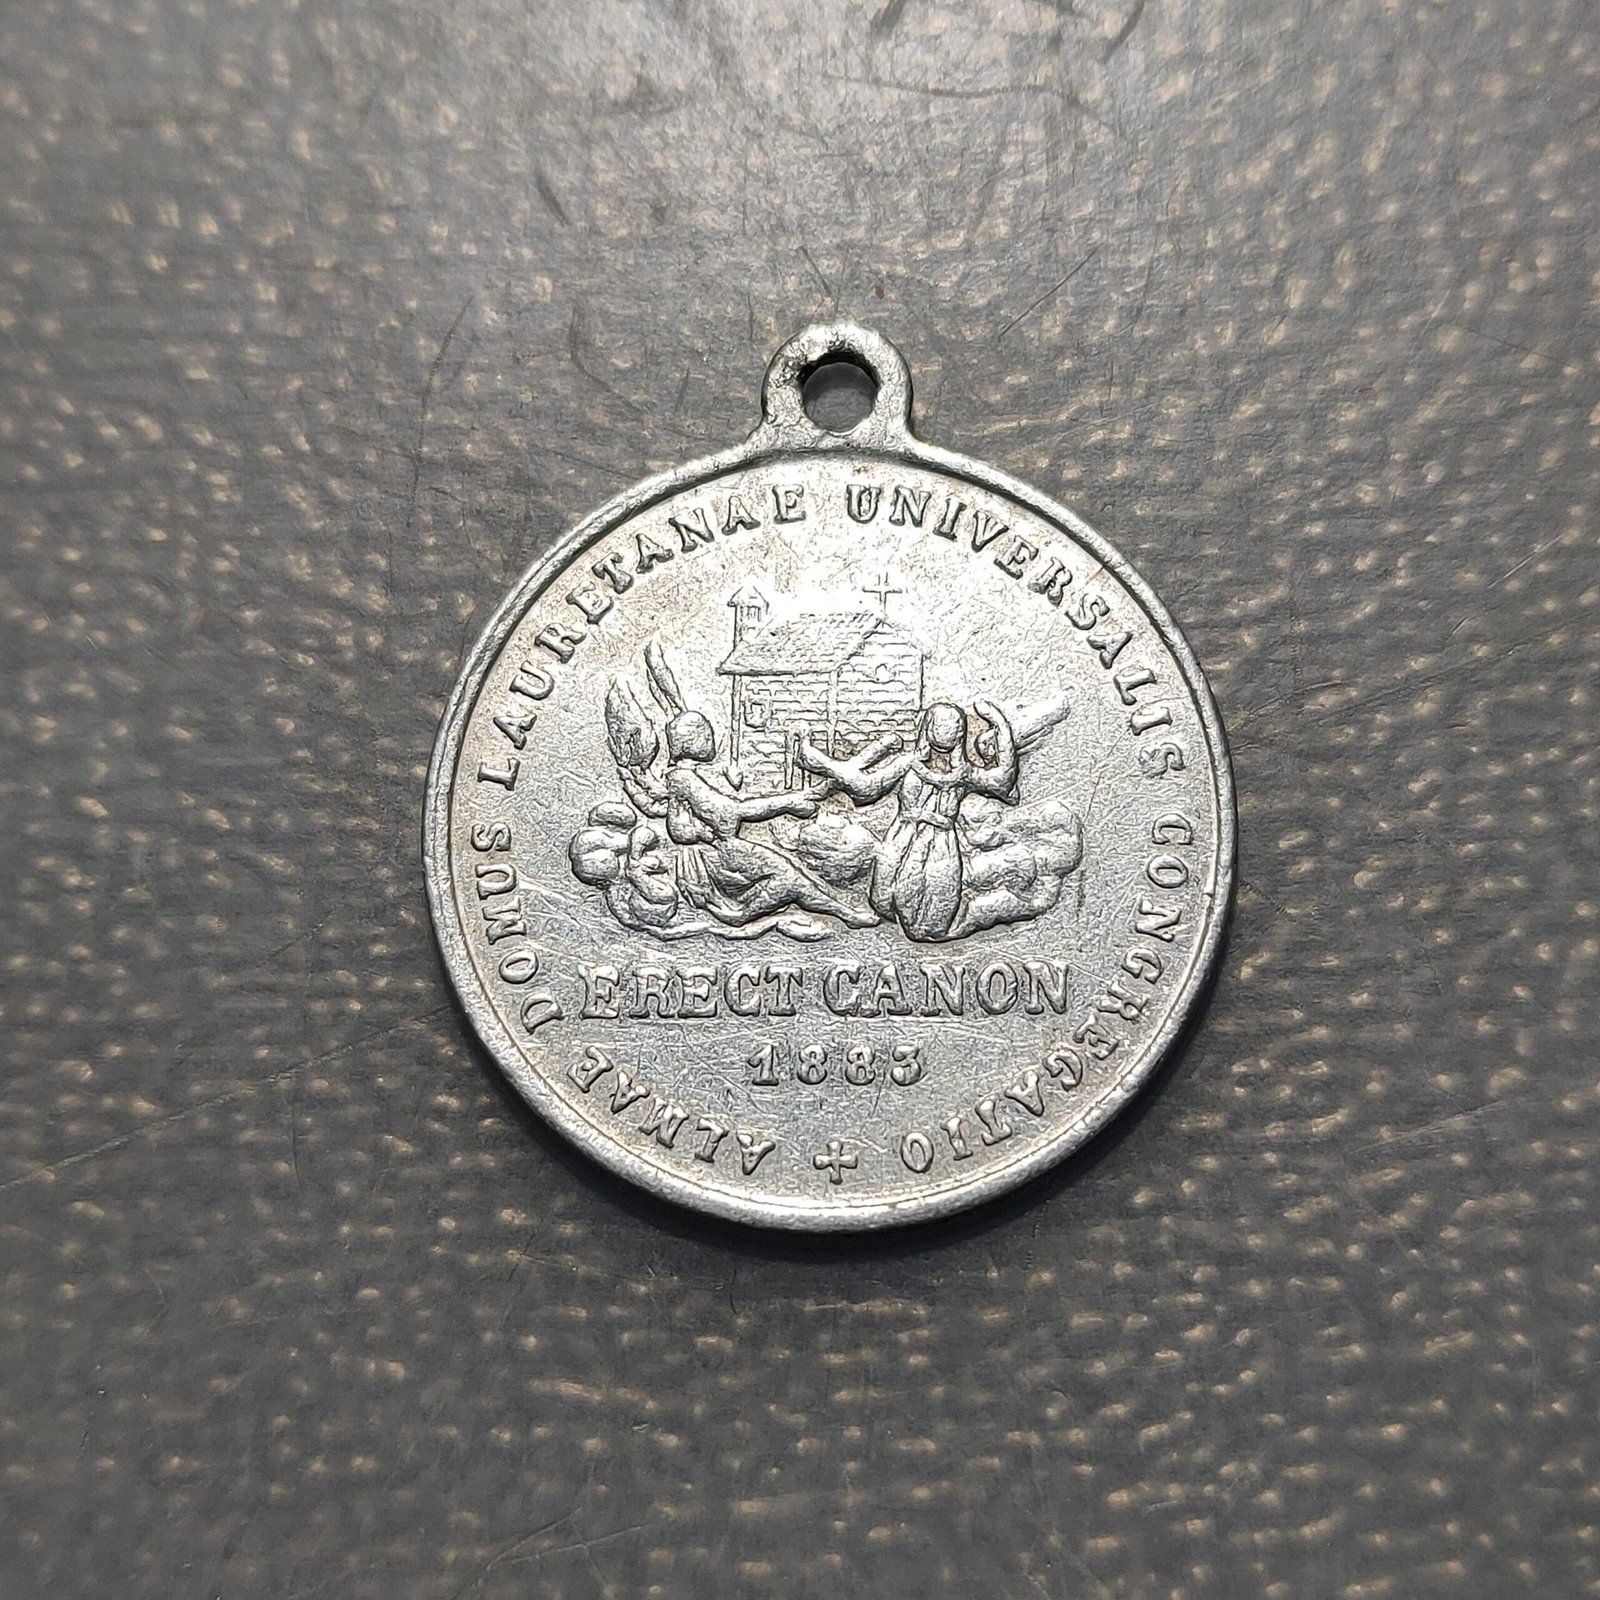 + ALMAE DOMUS LAURETANAE UNIVERSALIS CONGREGATIO
ERECT CANON
1883